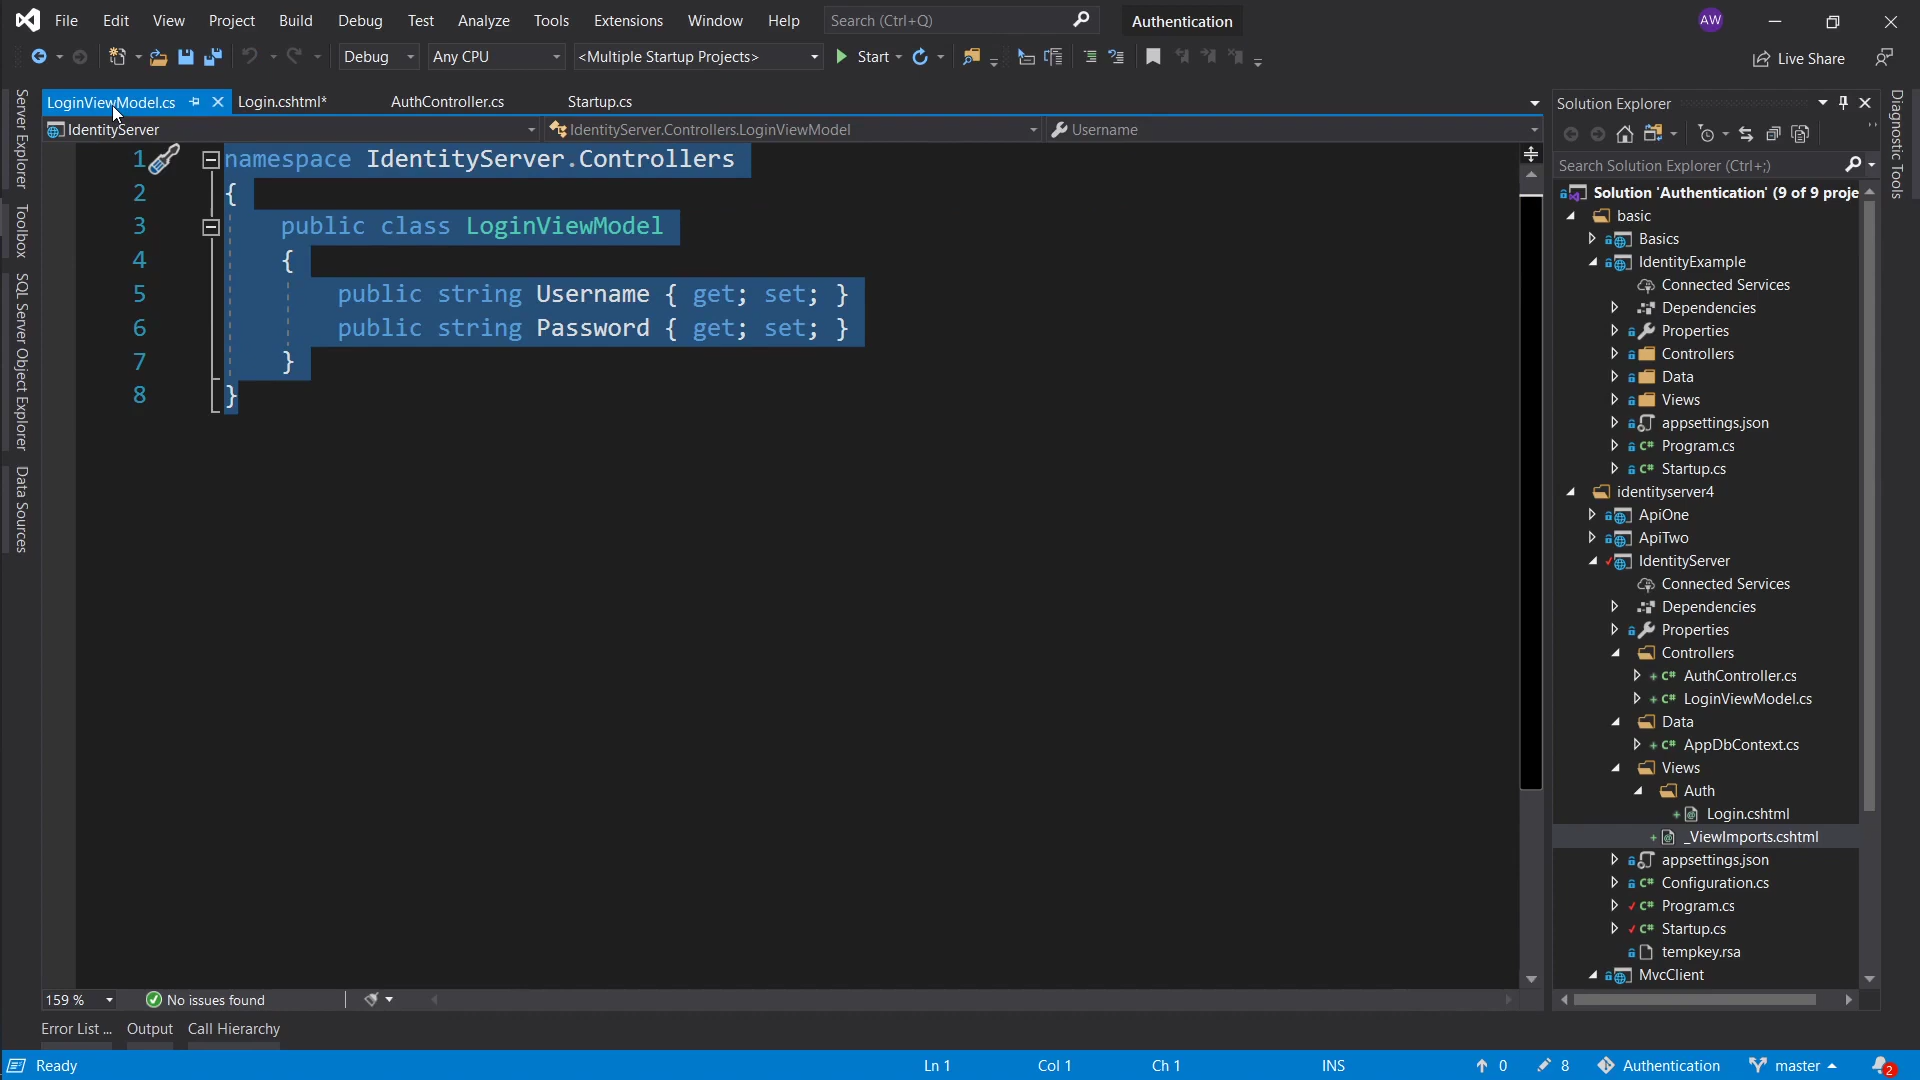 File Edit View Project Build Debug Test Analyze Tools Extensions Window Help Search (Ctrl+Q) Authentication AW
Debug Any CPU <Multiple Startup Projects> Start Live Share
LoginViewModel.cs Login.cshtml* AuthController.cs Startup.cs
IdentityServer IdentityServer.Controllers.LoginViewModel Username
1 namespace IdentityServer.Controllers
2 {
3 public class LoginViewModel
4 {
5 public string Username { get; set; }
6 public string Password { get; set; }
7 }
8 }
Server Explorer
Toolbox
SQL Server Object Explorer
Data Sources
159 % No issues found
Error List ... Output Call Hierarchy
Solution Explorer
Search Solution Explorer (Ctrl+;)
Solution 'Authentication' (9 of 9 proje
basic
Basics
IdentityExample
Connected Services
Dependencies
Properties
Controllers
Data
Views
appsettings.json
C# Program.cs
C# Startup.cs
identityserver4
ApiOne
ApiTwo
IdentityServer
Connected Services
Dependencies
Properties
Controllers
C# AuthController.cs
C# LoginViewModel.cs
Data
C# AppDbContext.cs
Views
Auth
Login.cshtml
_ViewImports.cshtml
appsettings.json
C# Configuration.cs
C# Program.cs
C# Startup.cs
tempkey.rsa
MvcClient
Diagnostic Tools
Ready Ln 1 Col 1 Ch 1 INS 0 8 Authentication master 2